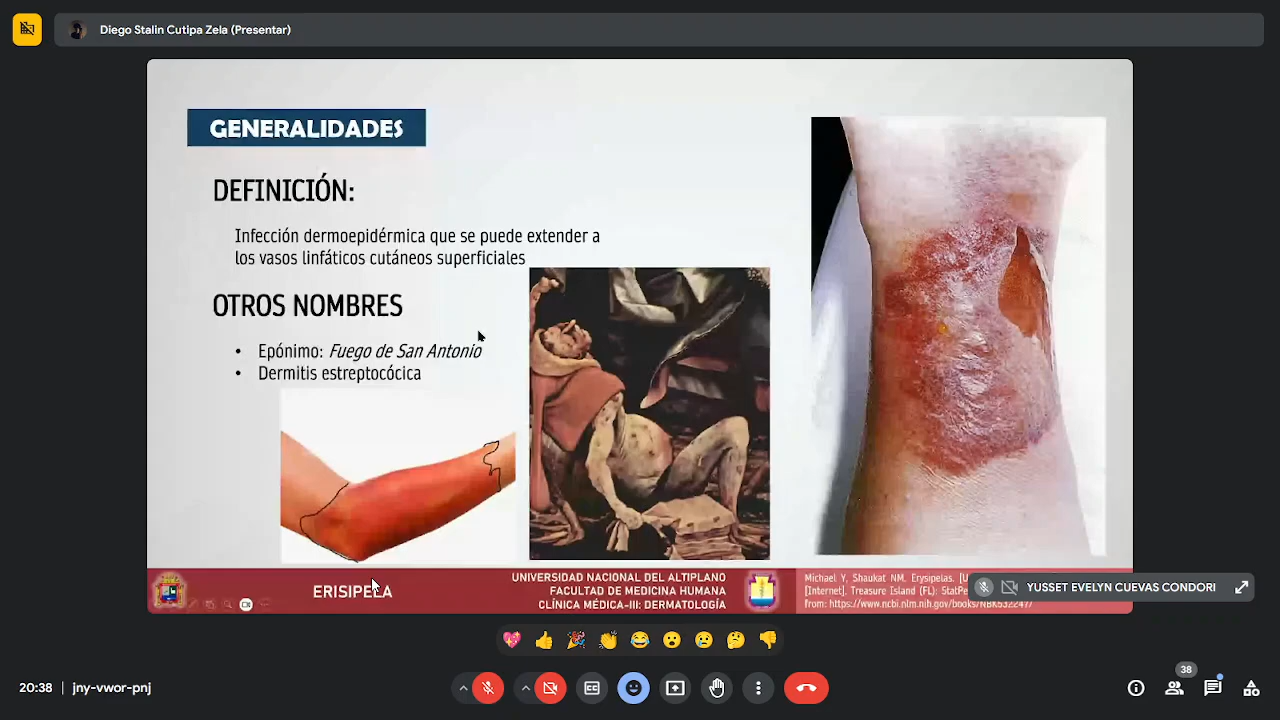 Diego Stalin Cutipa Zela (Presentar)
GENERALIDADES
DEFINICIÓN:
Infección dermoepidérmica que se puede extender a
los vasos linfáticos cutáneos superficiales
OTROS NOMBRES
• Epónimo: Fuego de San Antonio
• Dermitis estreptocócica
ERISIPELA
UNIVERSIDAD NACIONAL DEL ALTIPLANO
FACULTAD DE MEDICINA HUMANA
CLÍNICA MÉDICA-III: DERMATOLOGÍA
Michael Y, Shaukat NM. Erysipelas.
[Internet]. Treasure Island (FL):
from: https://www.ncbi.nlm.nih.gov/books/NBK532247/
YUSSET EVELYN CUEVAS CONDORI
38
20:38 | jny-vwor-pnj